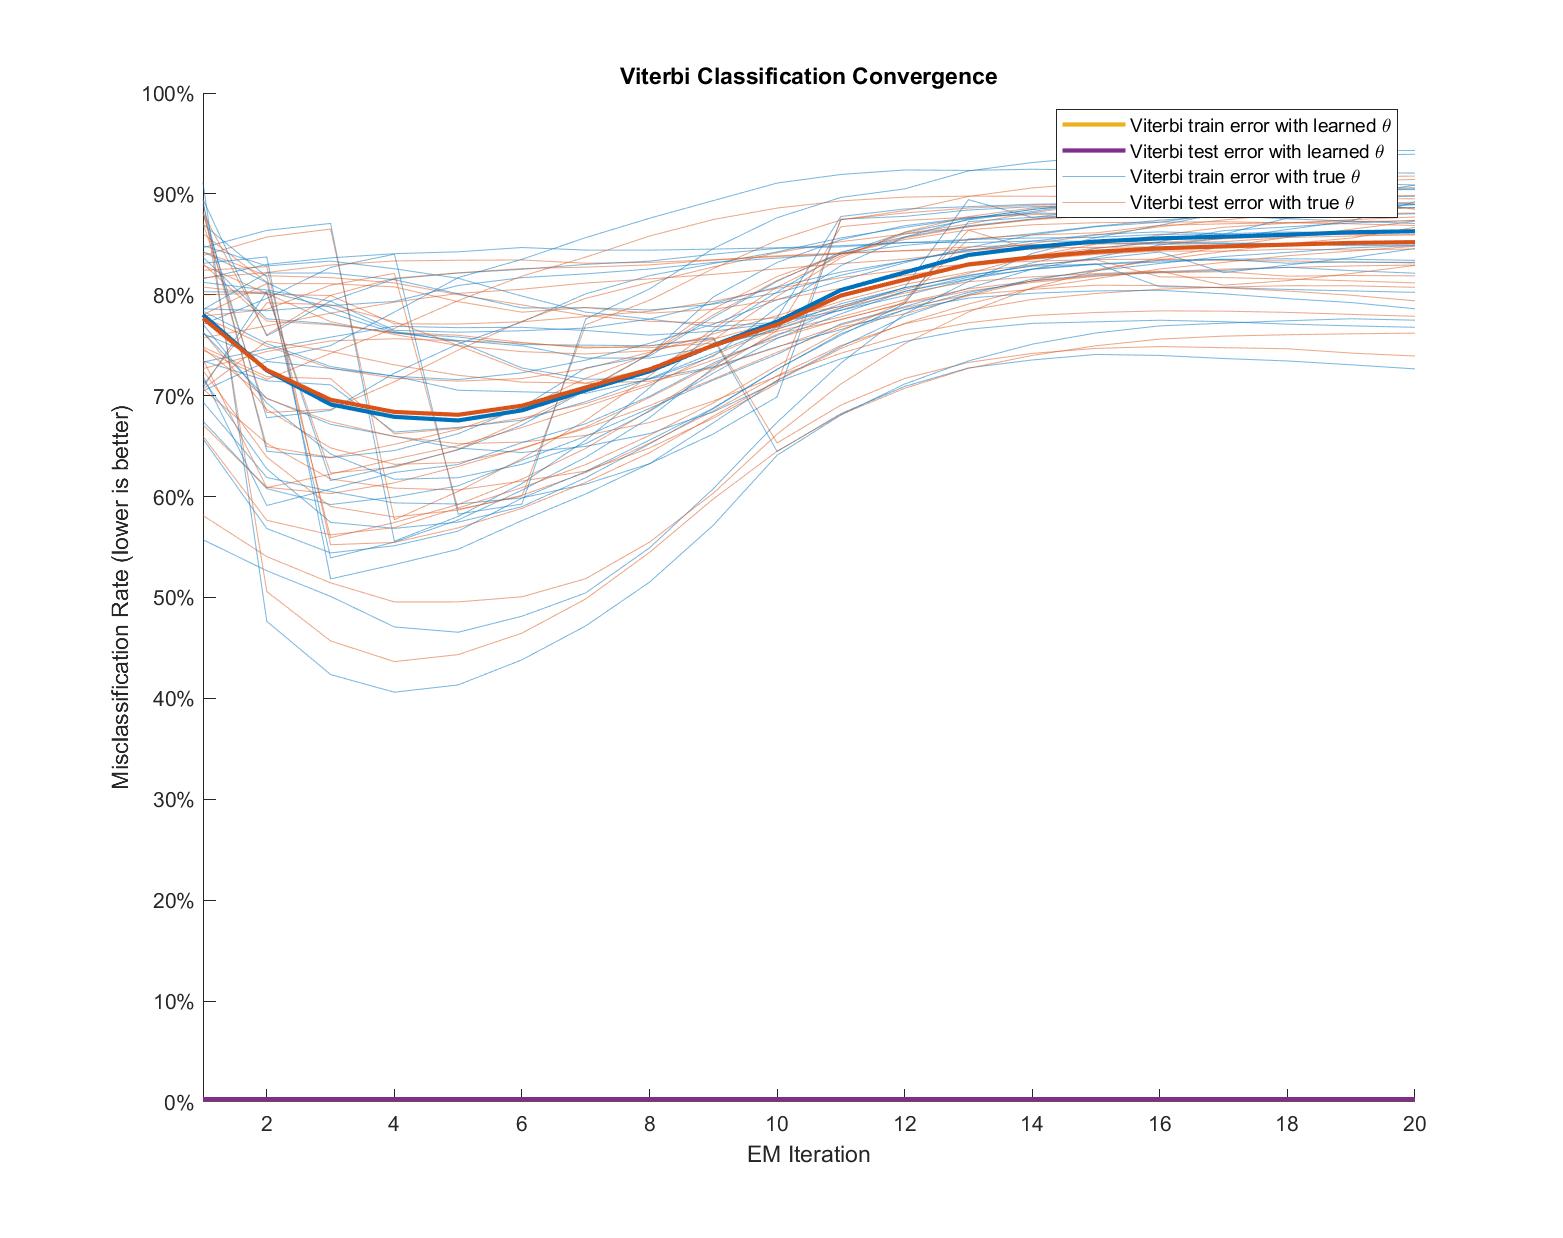 Viterbi Classification Convergence
100%
90%
80%
70%
60%
50%
40%
30%
20%
10%
0%
Misclassification Rate (lower is better)
Viterbi train error with learned θ
Viterbi test error with learned θ
Viterbi train error with true θ
Viterbi test error with true θ
2 4 6 8 10 12 14 16 18 20
EM Iteration